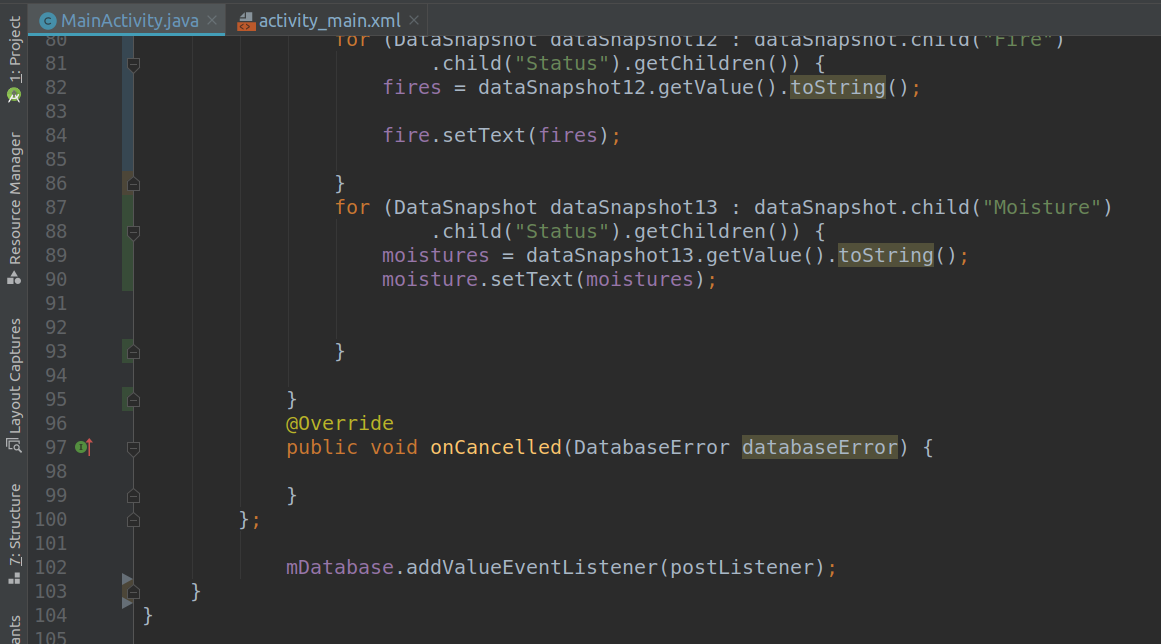 MainActivity.java
activity_main.xml
1: Project
Resource Manager
Layout Captures
7: Structure
ants
80 for (DataSnapshot dataSnapshot12 : dataSnapshot.child("Fire")
81 .child("Status").getChildren()) {
82 fires = dataSnapshot12.getValue().toString();
83
84 fire.setText(fires);
85
86 }
87 for (DataSnapshot dataSnapshot13 : dataSnapshot.child("Moisture")
88 .child("Status").getChildren()) {
89 moistures = dataSnapshot13.getValue().toString();
90 moisture.setText(moistures);
91
92
93 }
94
95 }
96 @Override
97 public void onCancelled(DatabaseError databaseError) {
98
99 }
100 };
101
102 mDatabase.addValueEventListener(postListener);
103 }
104 }
105